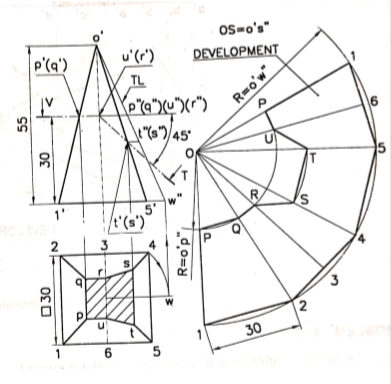 o'
OS=o's"
DEVELOPMENT
u'(r')
p'(q')
TL
R=o'w"
1
6
5
4
3
2
1
V
p"(q")(u")(r")
t"(s")
45°
T
55
30
1'
5'
w"
t'(s')
O
P
U
T
S
R
Q
P
R=o'p"
30
2
3
4
q
r
s
w
□30
p
u
t
1
6
5